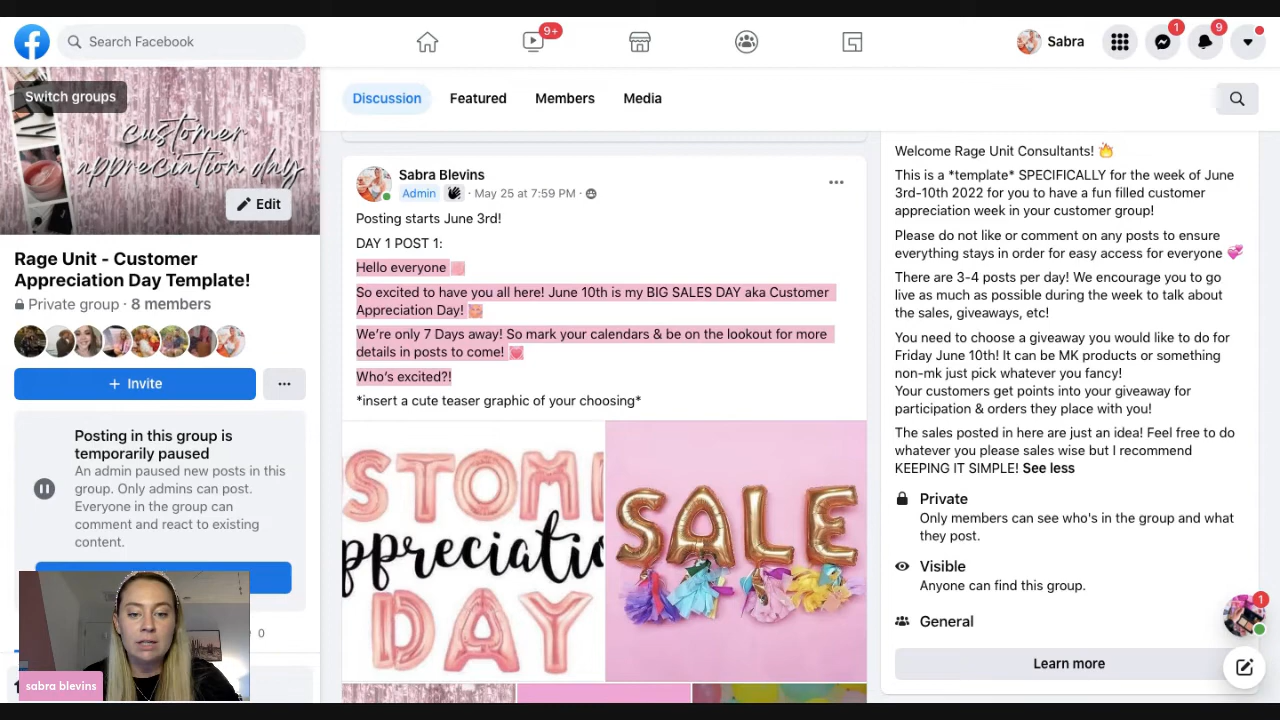 Search Facebook
9+
Sabra
1
9
Switch groups
customer
appreciation day
Edit
Rage Unit - Customer
Appreciation Day Template!
Private group · 8 members
+ Invite
Posting in this group is
temporarily paused
An admin paused new posts in this
group. Only admins can post.
Everyone in the group can
comment and react to existing
content.
0
sabra blevins
Discussion
Featured
Members
Media
Sabra Blevins
Admin · May 25 at 7:59 PM ·
Posting starts June 3rd!
DAY 1 POST 1:
Hello everyone
So excited to have you all here! June 10th is my BIG SALES DAY aka Customer
Appreciation Day!
We're only 7 Days away! So mark your calendars & be on the lookout for more
details in posts to come!
Who's excited?!
*insert a cute teaser graphic of your choosing*
STOM
ppreciatio
DAY
SALE
Welcome Rage Unit Consultants! 🔥
This is a *template* SPECIFICALLY for the week of June
3rd-10th 2022 for you to have a fun filled customer
appreciation week in your customer group!
Please do not like or comment on any posts to ensure
everything stays in order for easy access for everyone 💞
There are 3-4 posts per day! We encourage you to go
live as much as possible during the week to talk about
the sales, giveaways, etc!
You need to choose a giveaway you would like to do for
Friday June 10th! It can be MK products or something
non-mk just pick whatever you fancy!
Your customers get points into your giveaway for
participation & orders they place with you!
The sales posted in here are just an idea! Feel free to do
whatever you please sales wise but I recommend
KEEPING IT SIMPLE! See less
Private
Only members can see who's in the group and what
they post.
Visible
Anyone can find this group.
General
Learn more
1